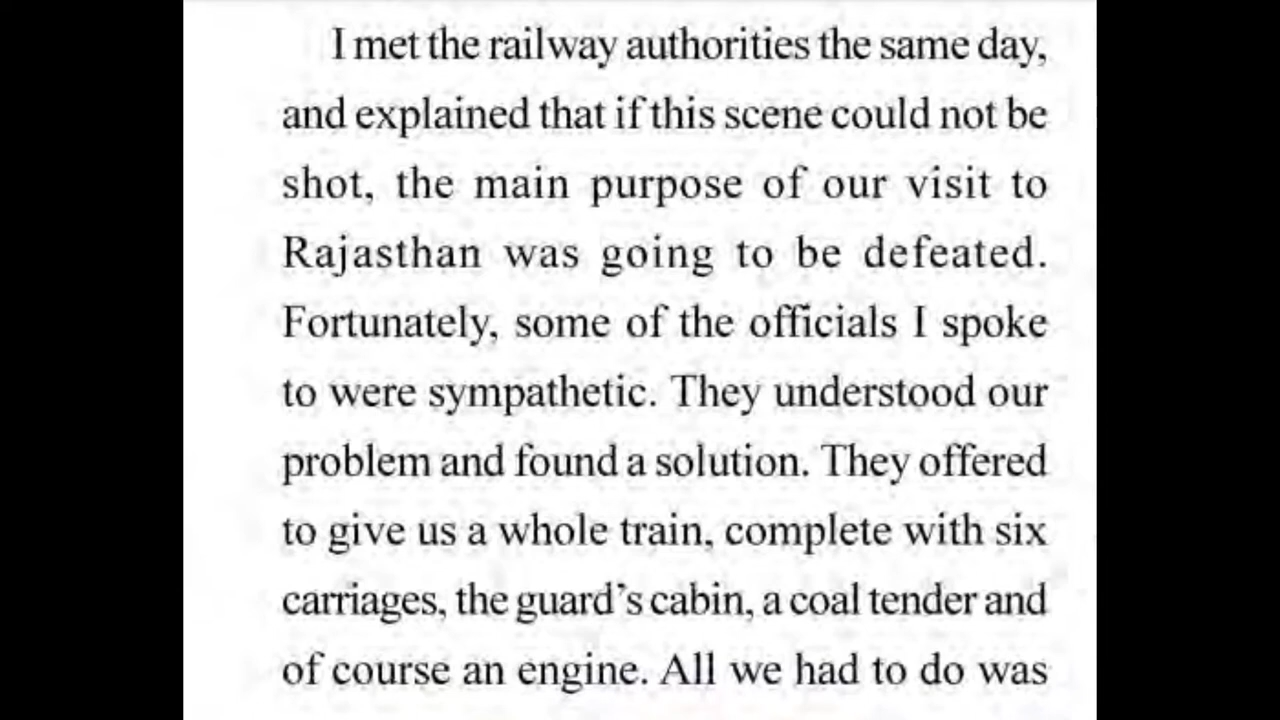 I met the railway authorities the same day,
and explained that if this scene could not be
shot, the main purpose of our visit to
Rajasthan was going to be defeated.
Fortunately, some of the officials I spoke
to were sympathetic. They understood our
problem and found a solution. They offered
to give us a whole train, complete with six
carriages, the guard's cabin, a coal tender and
of course an engine. All we had to do was